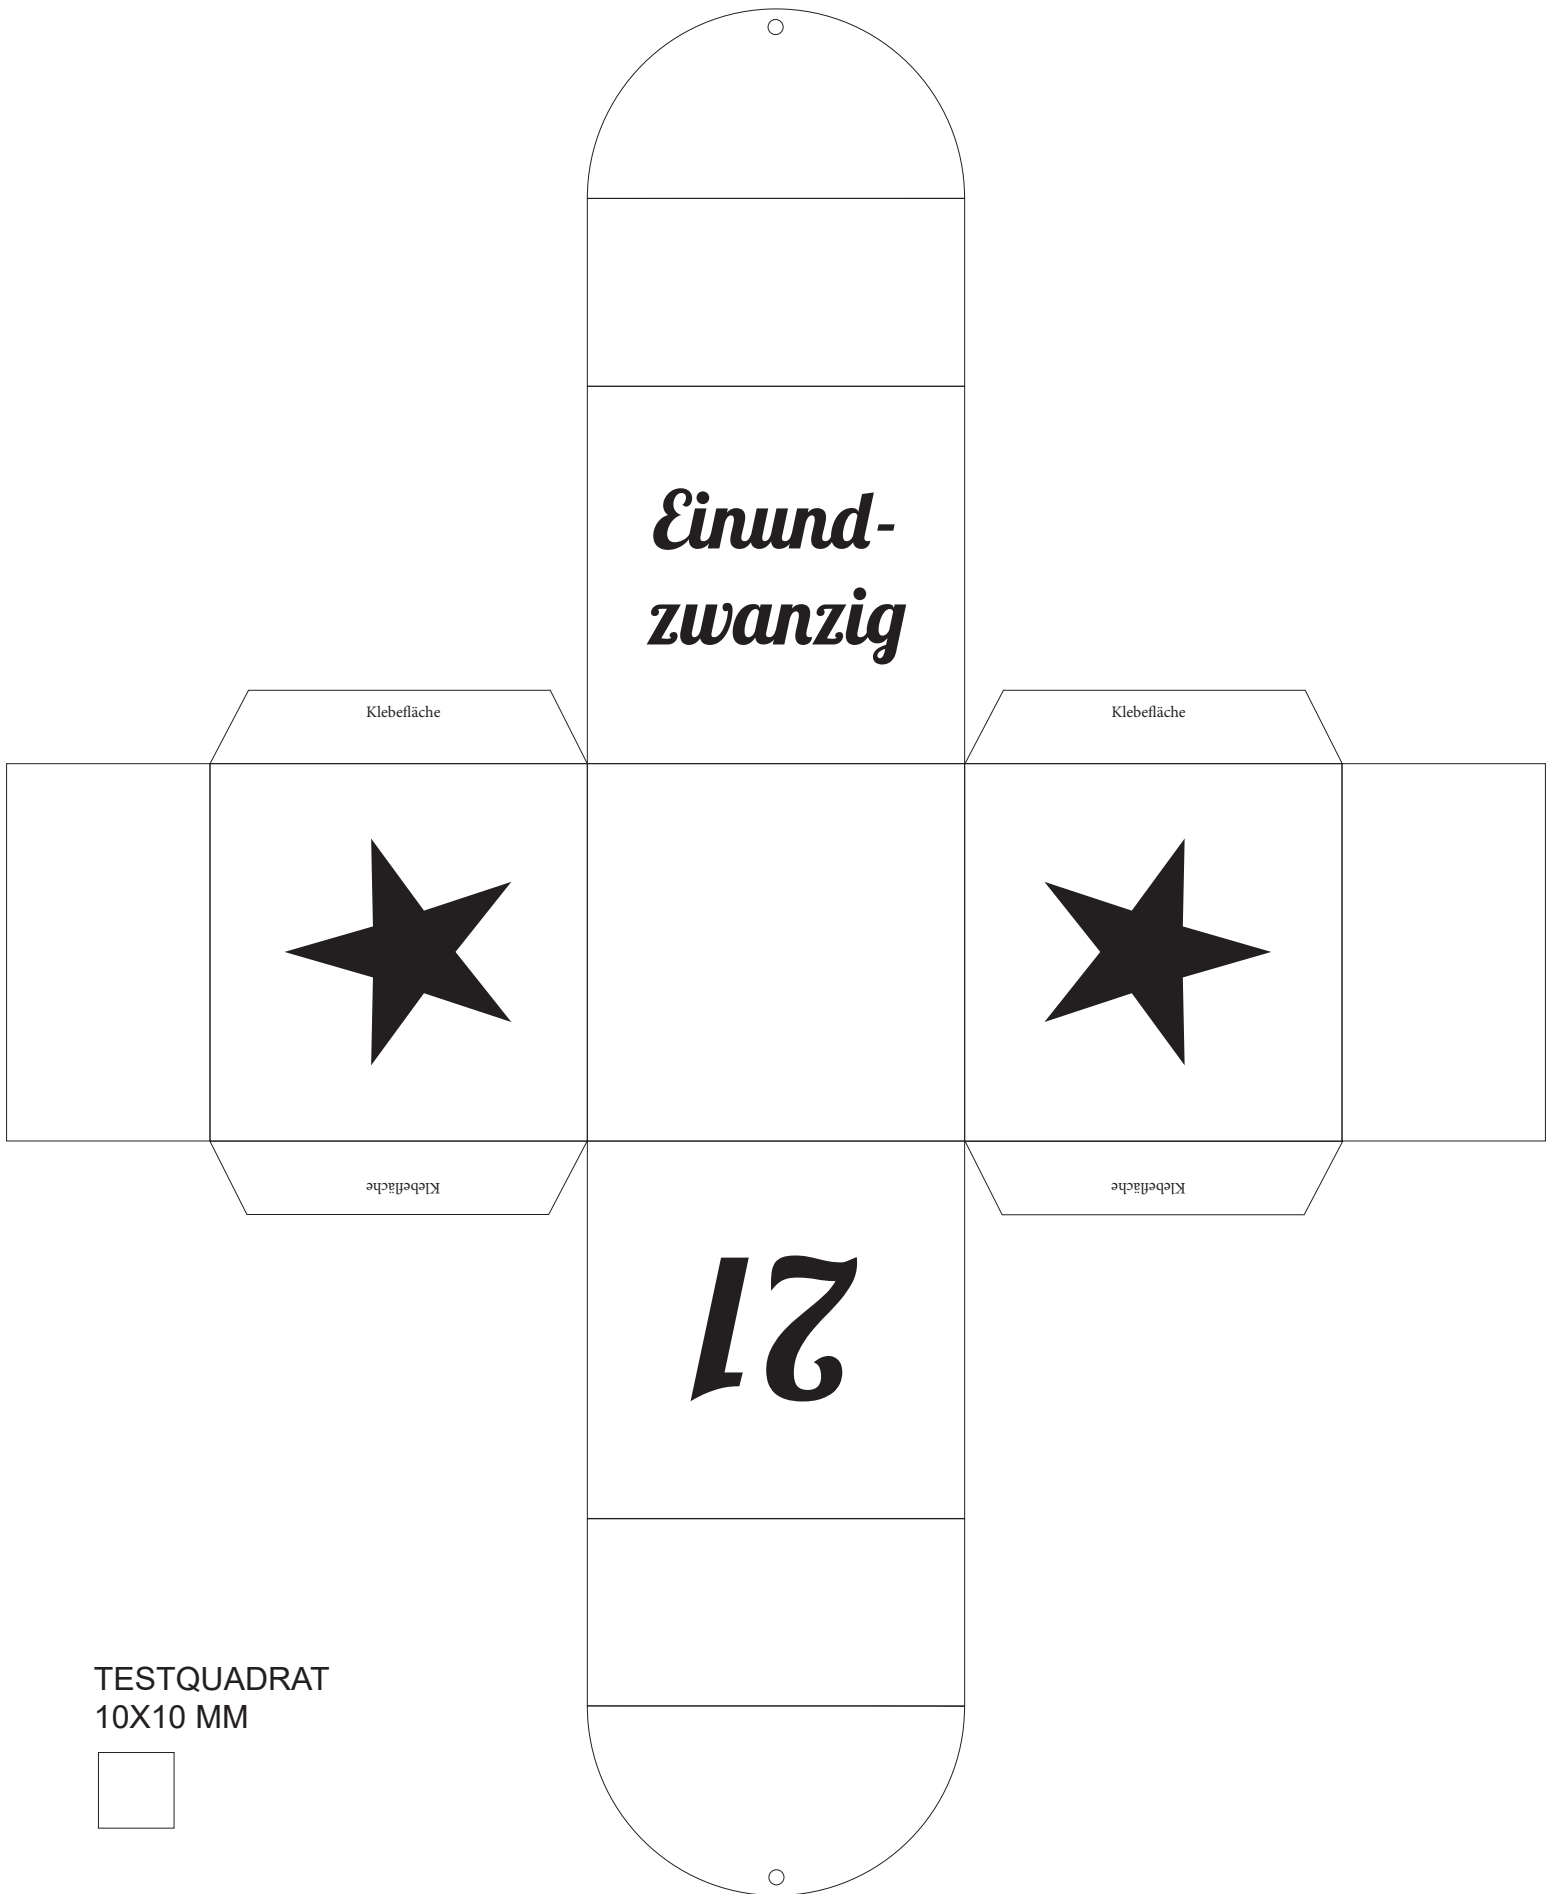 Einund-
zwanzig
Klebefläche
Klebefläche
Klebefläche
Klebefläche
21
TESTQUADRAT
10X10 MM